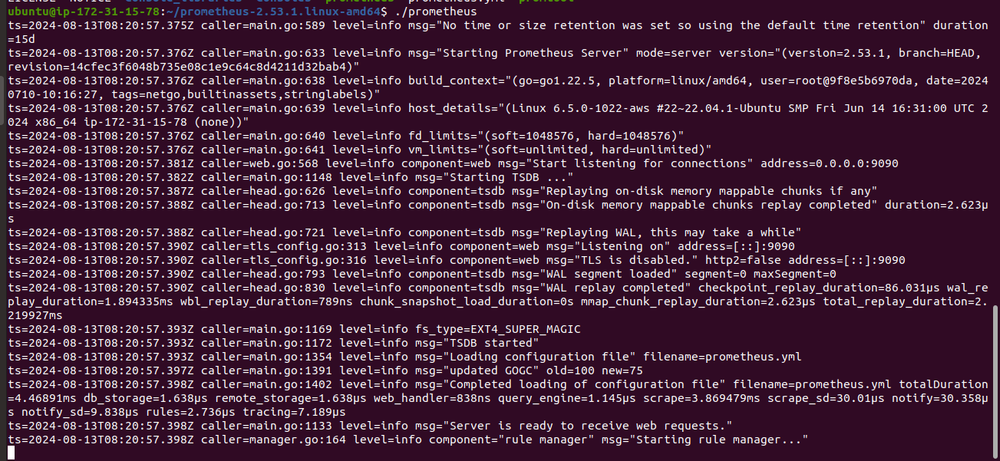 ubuntu@ip-172-31-15-78:~/prometheus-2.53.1.linux-amd64$ ./prometheus
ts=2024-08-13T08:20:57.375Z caller=main.go:589 level=info msg="No time or size retention was set so using the default time retention" duration
=15d
ts=2024-08-13T08:20:57.376Z caller=main.go:633 level=info msg="Starting Prometheus Server" mode=server version="(version=2.53.1, branch=HEAD,
revision=14cfec3f6048b735e08c1e9c64c8d4211d32bab4)"
ts=2024-08-13T08:20:57.376Z caller=main.go:638 level=info build_context="(go=go1.22.5, platform=linux/amd64, user=root@9f8e5b6970da, date=2024
0710-10:16:27, tags=netgo,builtinassets,stringlabels)"
ts=2024-08-13T08:20:57.376Z caller=main.go:639 level=info host_details="(Linux 6.5.0-1022-aws #22~22.04.1-Ubuntu SMP Fri Jun 14 16:31:00 UTC 2
024 x86_64 ip-172-31-15-78 (none))"
ts=2024-08-13T08:20:57.376Z caller=main.go:640 level=info fd_limits="(soft=1048576, hard=1048576)"
ts=2024-08-13T08:20:57.376Z caller=main.go:641 level=info vm_limits="(soft=unlimited, hard=unlimited)"
ts=2024-08-13T08:20:57.381Z caller=web.go:568 level=info component=web msg="Start listening for connections" address=0.0.0.0:9090
ts=2024-08-13T08:20:57.382Z caller=main.go:1148 level=info msg="Starting TSDB ..."
ts=2024-08-13T08:20:57.387Z caller=head.go:626 level=info component=tsdb msg="Replaying on-disk memory mappable chunks if any"
ts=2024-08-13T08:20:57.388Z caller=head.go:713 level=info component=tsdb msg="On-disk memory mappable chunks replay completed" duration=2.623µ
s
ts=2024-08-13T08:20:57.388Z caller=head.go:721 level=info component=tsdb msg="Replaying WAL, this may take a while"
ts=2024-08-13T08:20:57.390Z caller=tls_config.go:313 level=info component=web msg="Listening on" address=[::]:9090
ts=2024-08-13T08:20:57.390Z caller=tls_config.go:316 level=info component=web msg="TLS is disabled." http2=false address=[::]:9090
ts=2024-08-13T08:20:57.390Z caller=head.go:793 level=info component=tsdb msg="WAL segment loaded" segment=0 maxSegment=0
ts=2024-08-13T08:20:57.390Z caller=head.go:830 level=info component=tsdb msg="WAL replay completed" checkpoint_replay_duration=86.031µs wal_re
play_duration=1.894335ms wbl_replay_duration=789ns chunk_snapshot_load_duration=0s mmap_chunk_replay_duration=2.623µs total_replay_duration=2.
219927ms
ts=2024-08-13T08:20:57.393Z caller=main.go:1169 level=info fs_type=EXT4_SUPER_MAGIC
ts=2024-08-13T08:20:57.393Z caller=main.go:1172 level=info msg="TSDB started"
ts=2024-08-13T08:20:57.393Z caller=main.go:1354 level=info msg="Loading configuration file" filename=prometheus.yml
ts=2024-08-13T08:20:57.397Z caller=main.go:1391 level=info msg="updated GOGC" old=100 new=75
ts=2024-08-13T08:20:57.398Z caller=main.go:1402 level=info msg="Completed loading of configuration file" filename=prometheus.yml totalDuration
=4.46891ms db_storage=1.638µs remote_storage=1.638µs web_handler=838ns query_engine=1.145µs scrape=3.869479ms scrape_sd=30.01µs notify=30.358µ
s notify_sd=9.838µs rules=2.736µs tracing=7.189µs
ts=2024-08-13T08:20:57.398Z caller=main.go:1133 level=info msg="Server is ready to receive web requests."
ts=2024-08-13T08:20:57.398Z caller=manager.go:164 level=info component="rule manager" msg="Starting rule manager..."